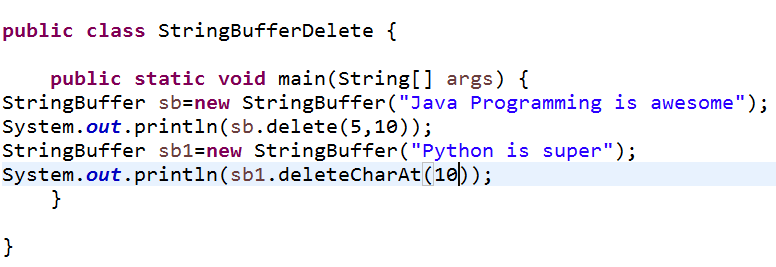 public class StringBufferDelete {
public static void main(String[] args) {
StringBuffer sb=new StringBuffer("Java Programming is awesome");
System.out.println(sb.delete(5,10));
StringBuffer sb1=new StringBuffer("Python is super");
System.out.println(sb1.deleteCharAt(10));
}
}